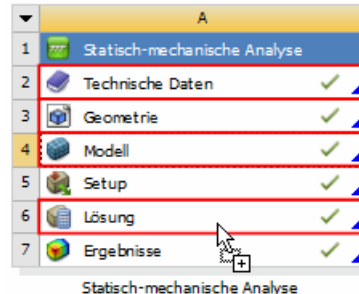 A
1 Statisch-mechanische Analyse
2 Technische Daten
3 Geometrie
4 Modell
5 Setup
6 Lösung
7 Ergebnisse
Statisch-mechanische Analyse